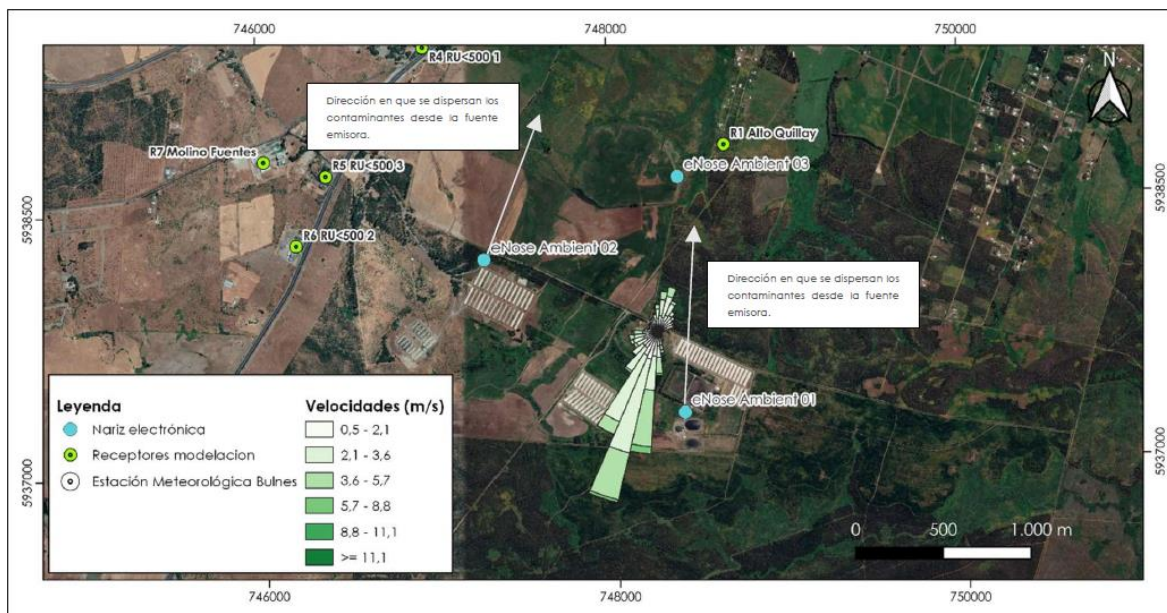 746000
748000
750000
R4 RU<500 1
N
Dirección en que se dispersan los
contaminantes desde la fuente
emisora.
R7 Molino Fuentes
R5 RU<500 3
R1 Allo Quillay
eNose Ambient 03
5938500
5938500
R6 RU<500 2
eNose Ambient 02
Dirección en que se dispersan los
contaminantes desde la fuente
emisora.
Leyenda
Nariz electrónica
Receptores modelacion
Estación Meteorológica Bulnes
Velocidades (m/s)
0,5 - 2,1
2,1 - 3,6
3,6 - 5,7
5,7 - 8,8
8,8 - 11,1
>= 11,1
eNose Ambient 01
5937000
5937000
0 500 1.000 m
746000
748000
750000